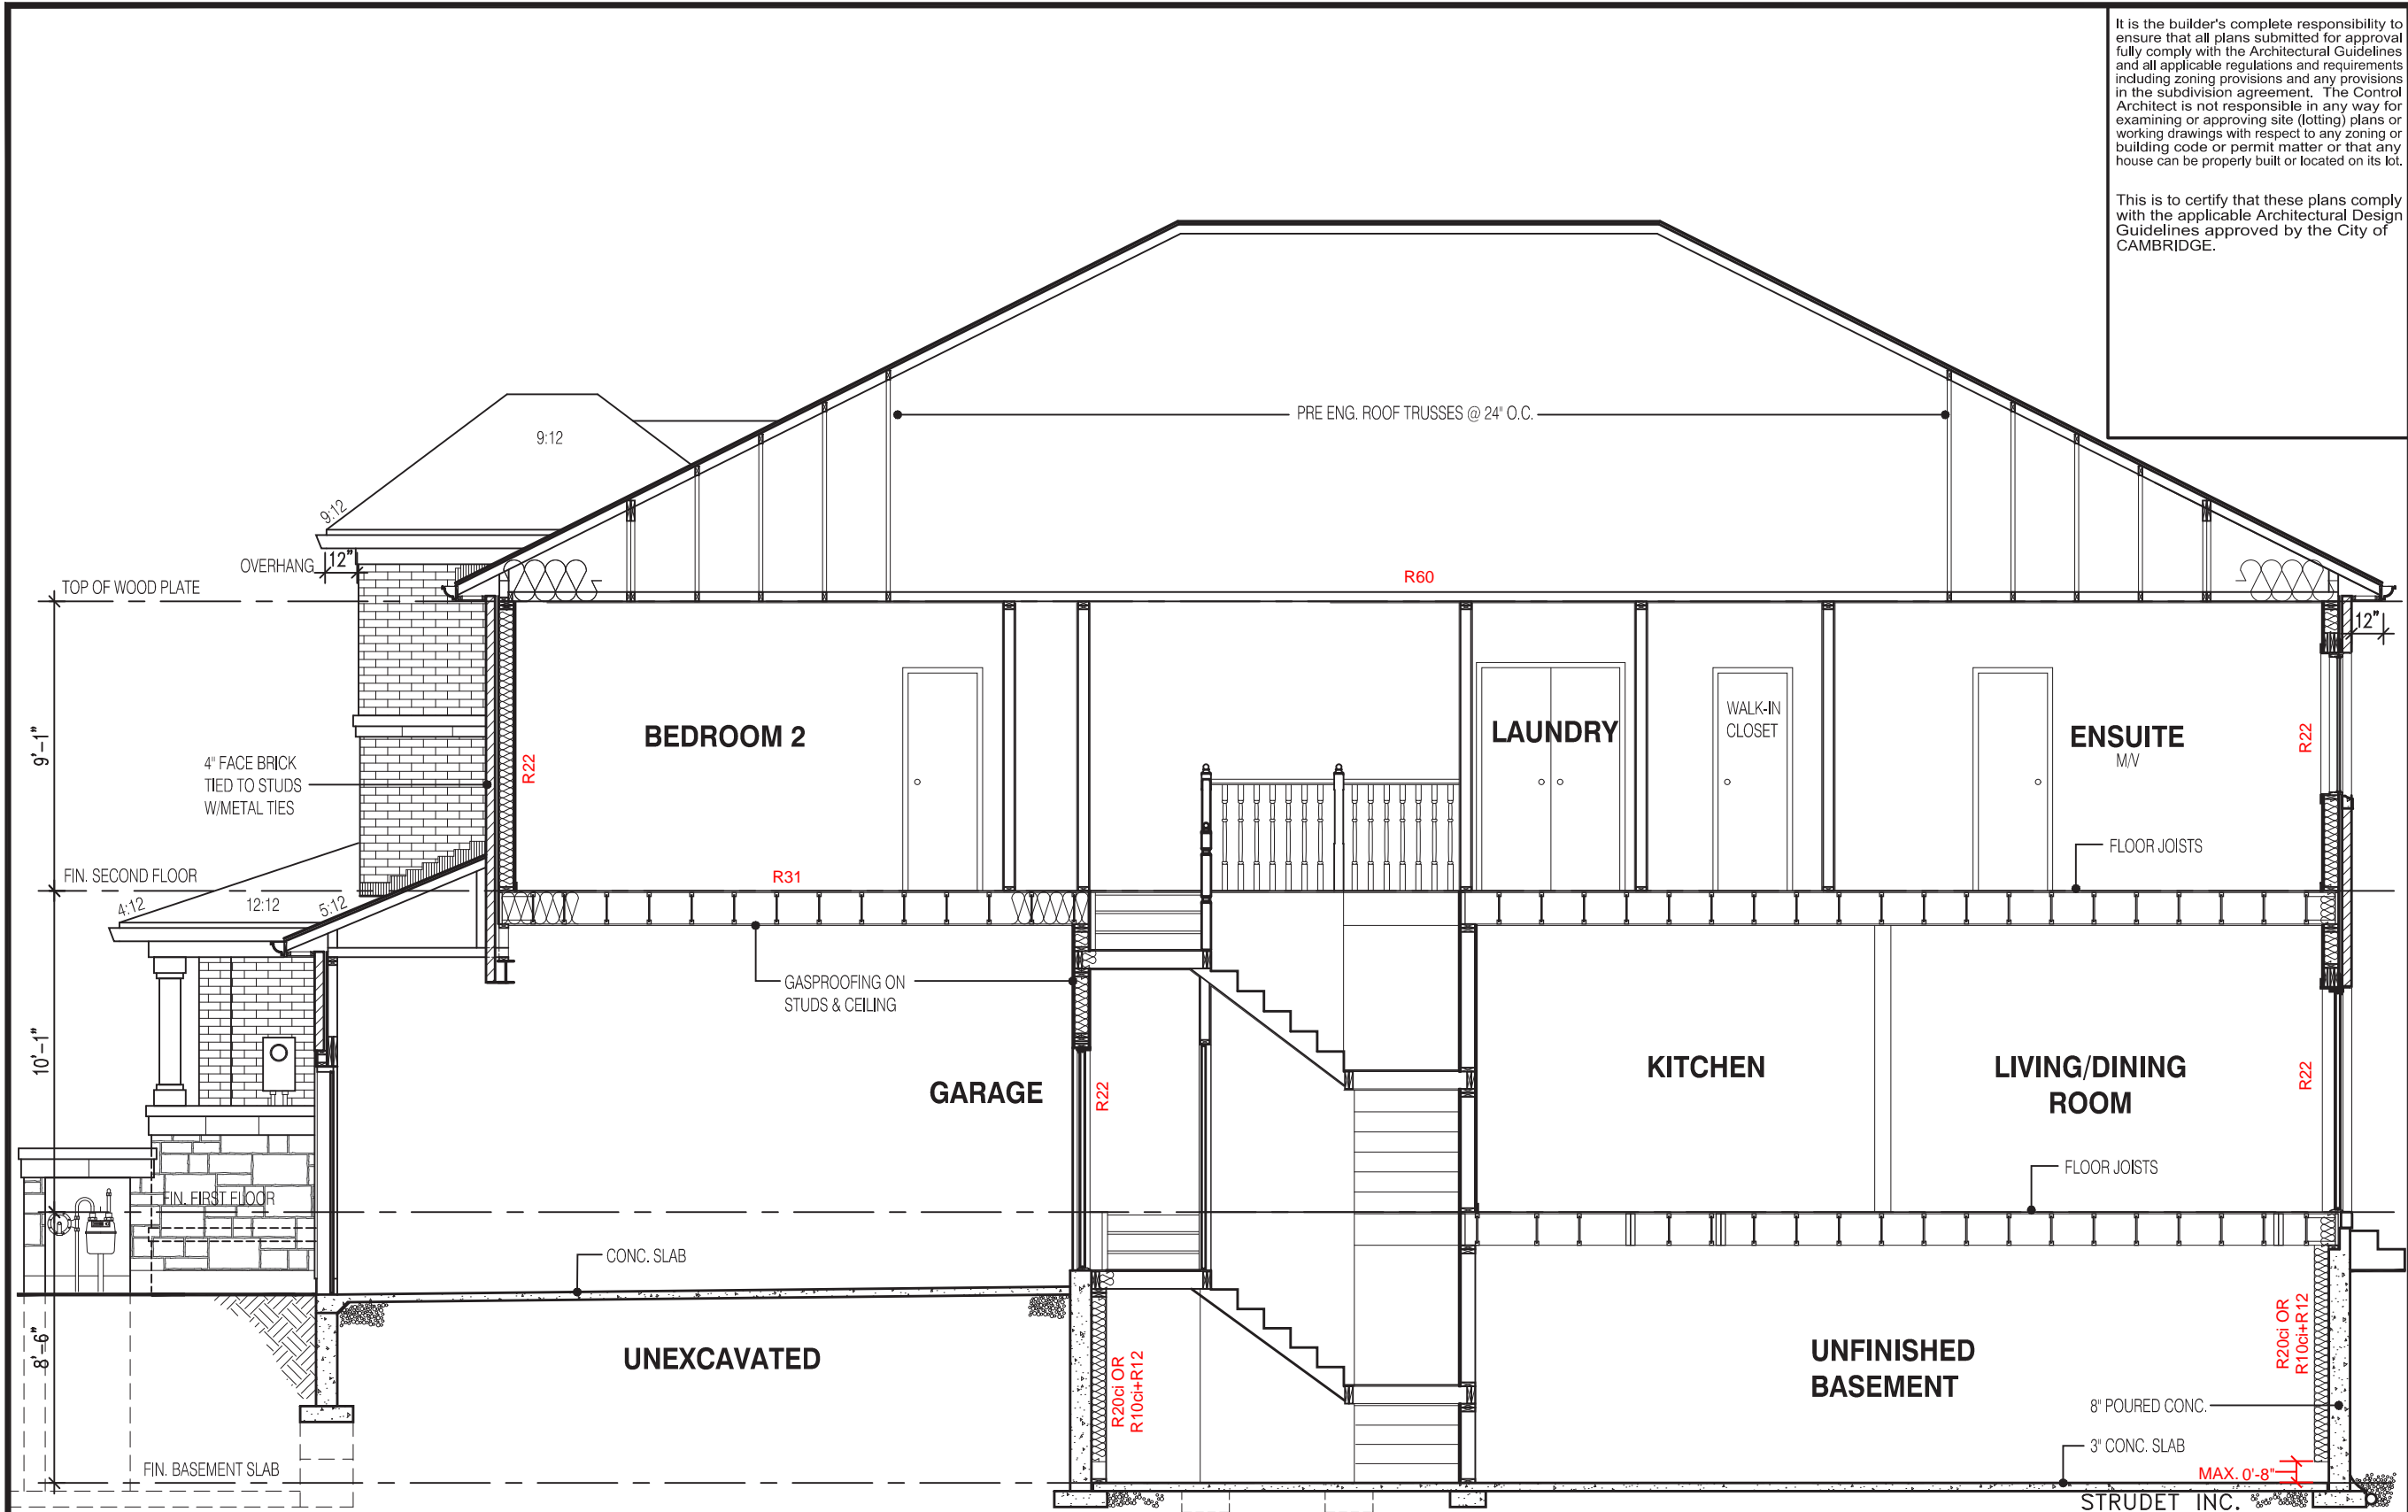 It is the builder's complete responsibility to
ensure that all plans submitted for approval
fully comply with the Architectural Guidelines
and all applicable regulations and requirements
including zoning provisions and any provisions
in the subdivision agreement. The Control
Architect is not responsible in any way for
examining or approving site (lotting) plans or
working drawings with respect to any zoning or
building code or permit matter or that any
house can be properly built or located on its lot.
This is to certify that these plans comply
with the applicable Architectural Design
Guidelines approved by the City of
CAMBRIDGE.
PRE ENG. ROOF TRUSSES @ 24" O.C.
9:12
9:12
OVERHANG
12"
TOP OF WOOD PLATE
R60
12"
9'-1"
BEDROOM 2
LAUNDRY
WALK-IN
CLOSET
ENSUITE
M/V
R22
R22
4" FACE BRICK
TIED TO STUDS
W/METAL TIES
FLOOR JOISTS
FIN. SECOND FLOOR
R31
4:12
12:12
5:12
GASPROOFING ON
STUDS & CEILING
10'-1"
GARAGE
R22
KITCHEN
LIVING/DINING
ROOM
R22
FLOOR JOISTS
FIN. FIRST FLOOR
CONC. SLAB
8'-6"
UNEXCAVATED
R20ci OR
R10ci+R12
UNFINISHED
BASEMENT
R20ci OR
R10ci+R12
8" POURED CONC.
3" CONC. SLAB
FIN. BASEMENT SLAB
MAX. 0'-8"
STRUDET INC.